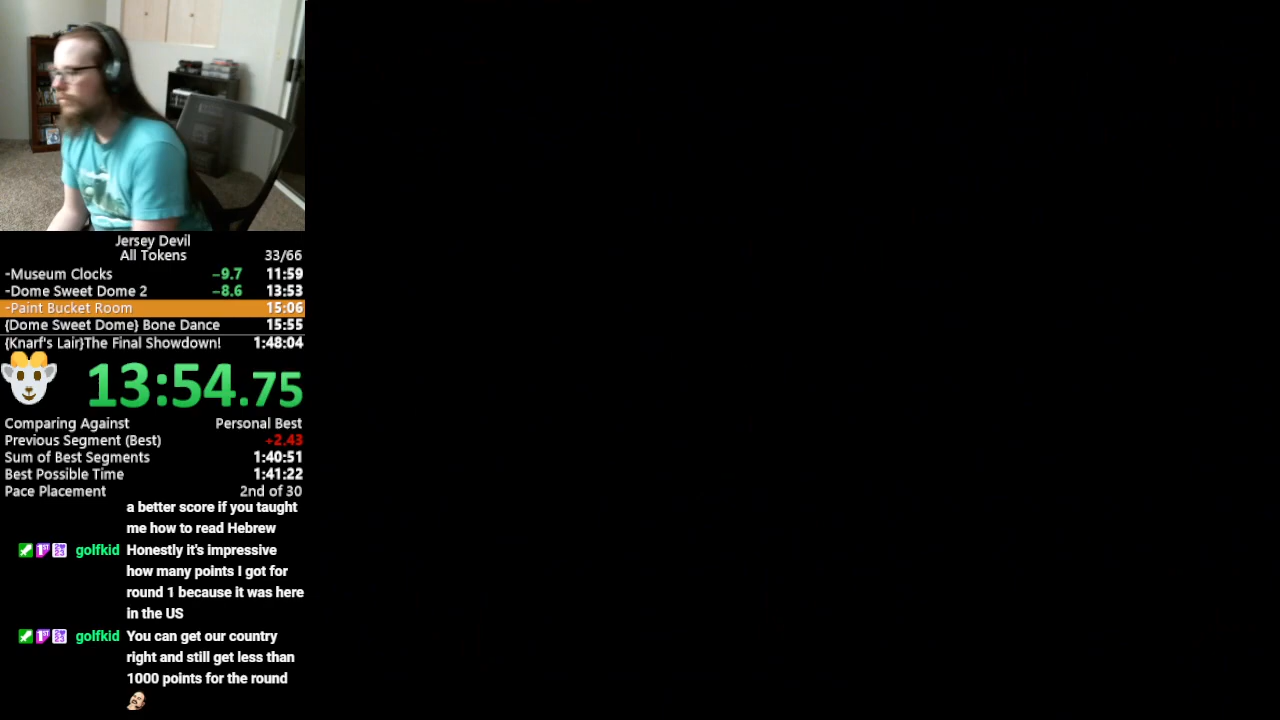 Jersey Devil
All Tokens 33/66
-Museum Clocks −9.7 11:59
-Dome Sweet Dome 2 −8.6 13:53
-Paint Bucket Room 15:06
{Dome Sweet Dome} Bone Dance 15:55
{Knarf's Lair}The Final Showdown! 1:48:04
13:54.75
Comparing Against Personal Best
Previous Segment (Best) +2.43
Sum of Best Segments 1:40:51
Best Possible Time 1:41:22
Pace Placement 2nd of 30
a better score if you taught
me how to read Hebrew
golfkid Honestly it's impressive
how many points I got for
round 1 because it was here
in the US
golfkid You can get our country
right and still get less than
1000 points for the round